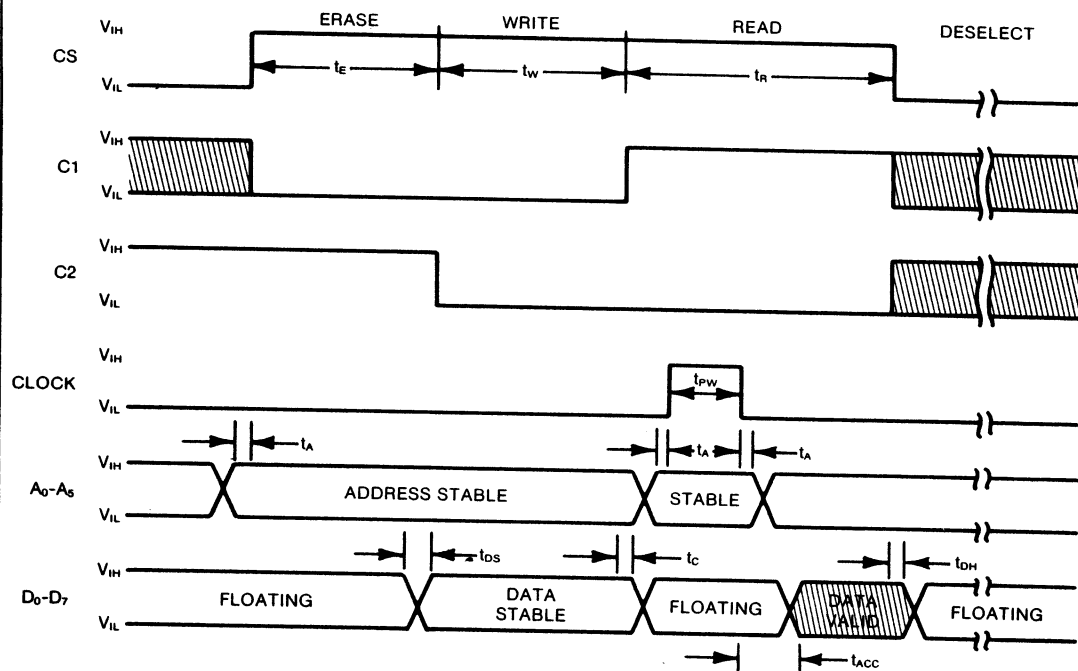 ERASE WRITE READ DESELECT
CS VIH VIL tE tW tR
C1 VIH VIL
C2 VIH VIL
CLOCK VIH VIL tPW
tA tA tA
A0-A5 VIH VIL ADDRESS STABLE STABLE
tDS tC tDH
D0-D7 VIH VIL FLOATING DATA STABLE FLOATING DATA VALID FLOATING
tACC